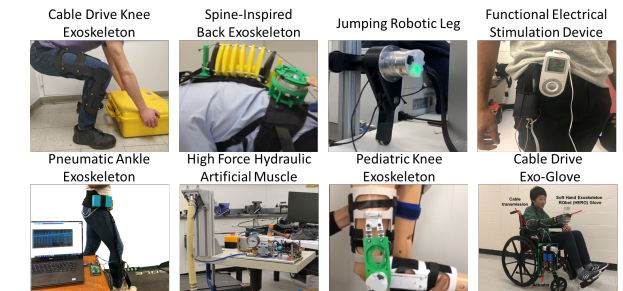 Cable Drive Knee
Exoskeleton
Spine-Inspired
Back Exoskeleton
Jumping Robotic Leg
Functional Electrical
Stimulation Device
Pneumatic Ankle
Exoskeleton
High Force Hydraulic
Artificial Muscle
Pediatric Knee
Exoskeleton
Cable Drive
Exo-Glove
Cable
transmission
Soft Hand Exoskeleton
RObot (HERO) Glove
Actuator